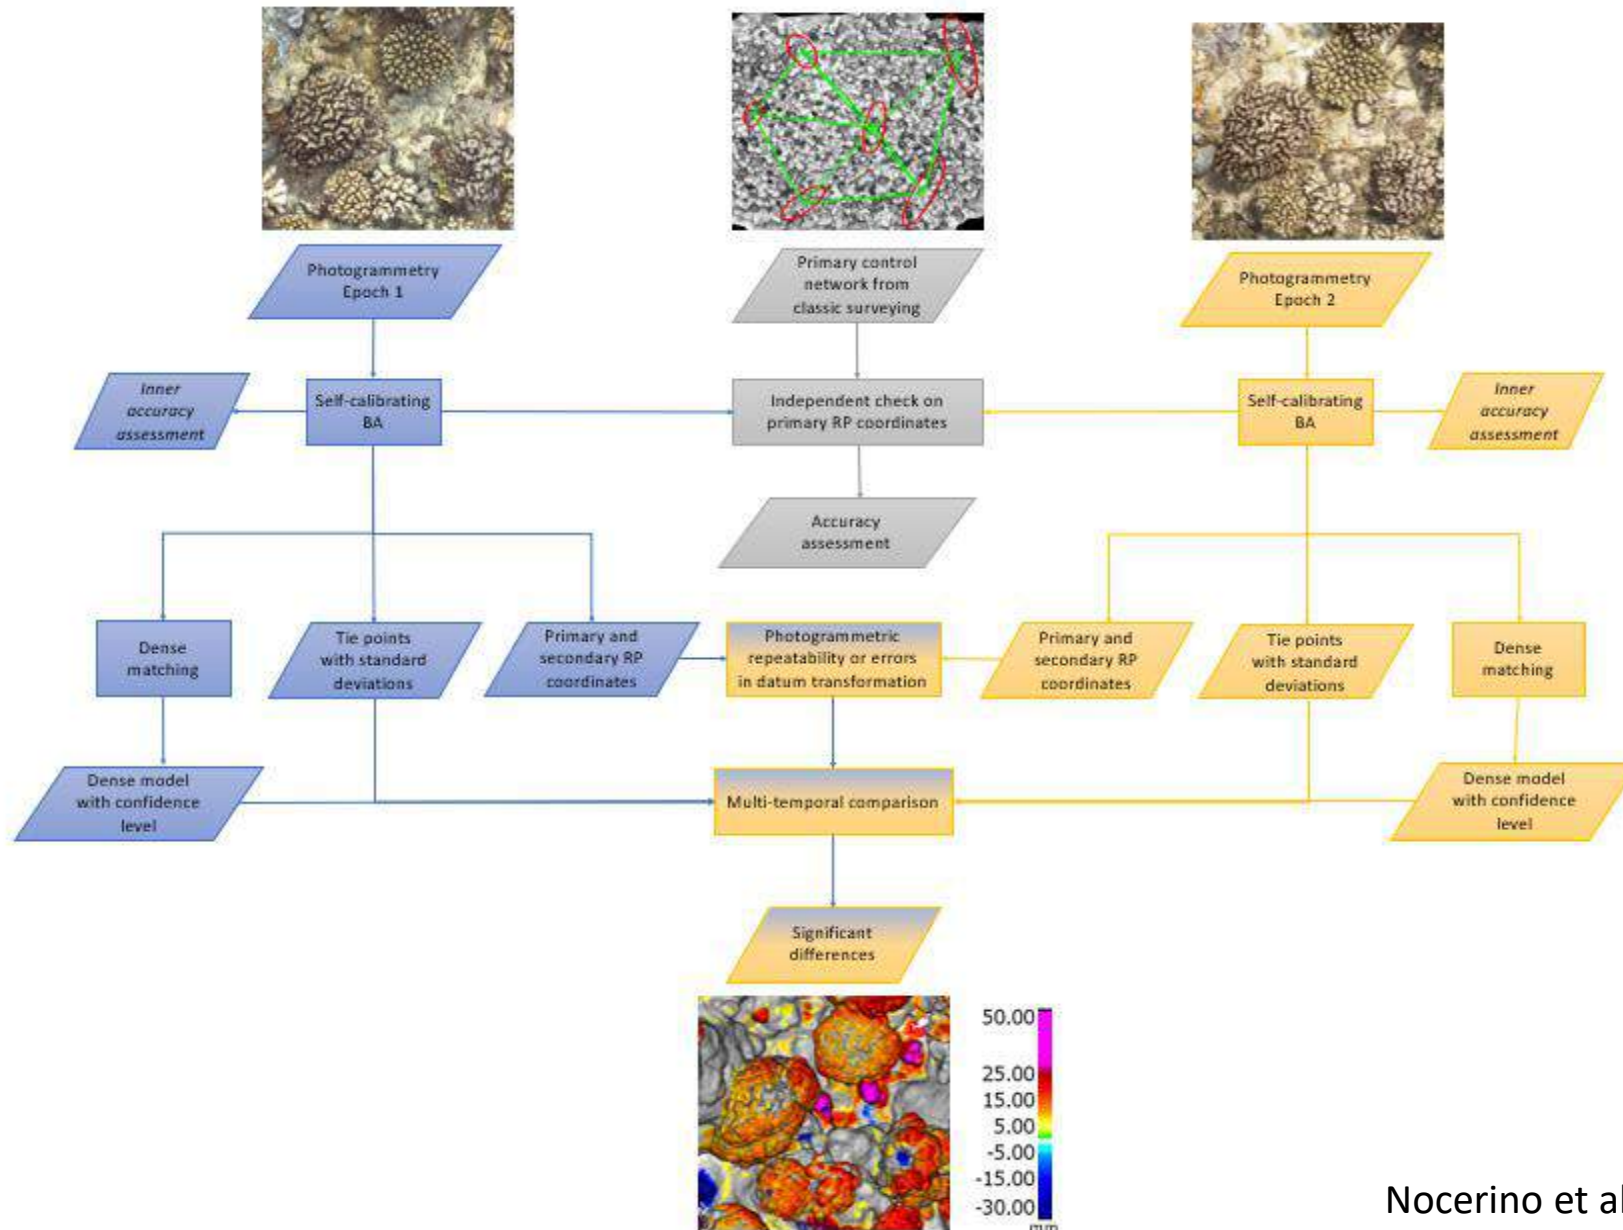 Photogrammetry
Epoch 1
Primary control
network from
classic surveying
Photogrammetry
Epoch 2
Inner
accuracy
assessment
Self-calibrating
BA
Independent check on
primary RP coordinates
Self-calibrating
BA
Inner
accuracy
assessment
Accuracy
assessment
Dense
matching
Tie points
with standard
deviations
Primary and
secondary RP
coordinates
Photogrammetric
repeatability or errors
in datum transformation
Primary and
secondary RP
coordinates
Tie points
with standard
deviations
Dense
matching
Dense model
with confidence
level
Multi-temporal comparison
Dense model
with confidence
level
Significant
differences
50.00
25.00
15.00
5.00
-5.00
-15.00
-30.00
Nocerino et al